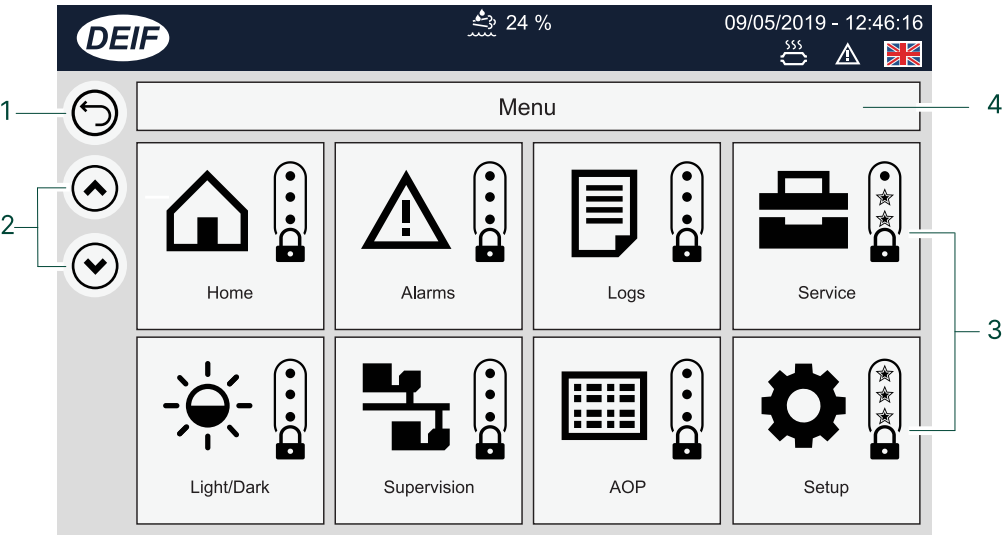 DEIF
24 %
09/05/2019 - 12:46:16
1
Menu
4
2
Home
Alarms
Logs
Service
3
Light/Dark
Supervision
AOP
Setup